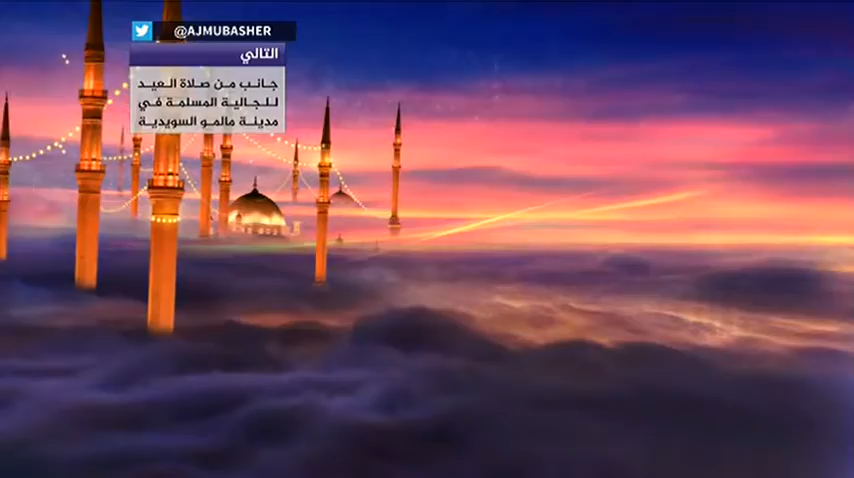 @AJMUBASHER
التالي
جانب من صلاة العيد
للجالية المسلمة في
مدينة مالمو السويدية